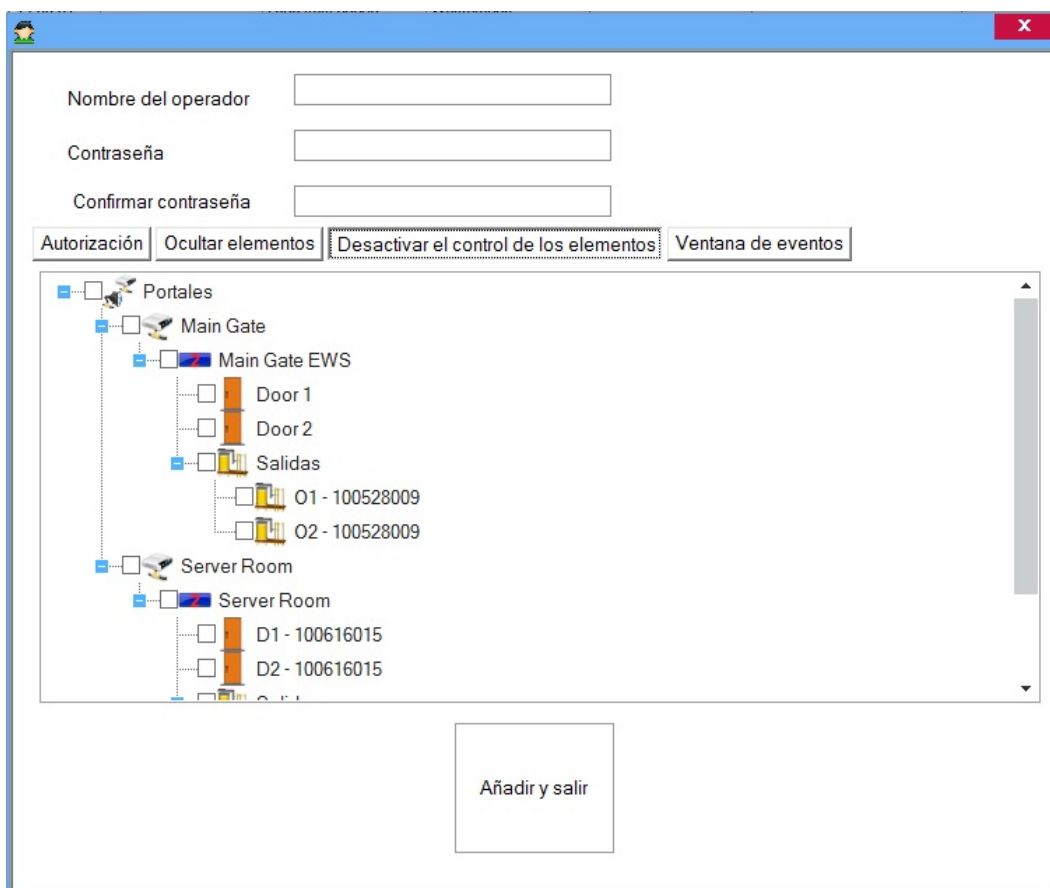 X
Nombre del operador
Contraseña
Confirmar contraseña
Autorización Ocultar elementos Desactivar el control de los elementos Ventana de eventos
Portales
Main Gate
2 Main Gate EWS
Door 1
Door 2
Salidas
O1 - 100528009
O2 - 100528009
Server Room
2 Server Room
D1 - 100616015
D2 - 100616015
Añadir y salir